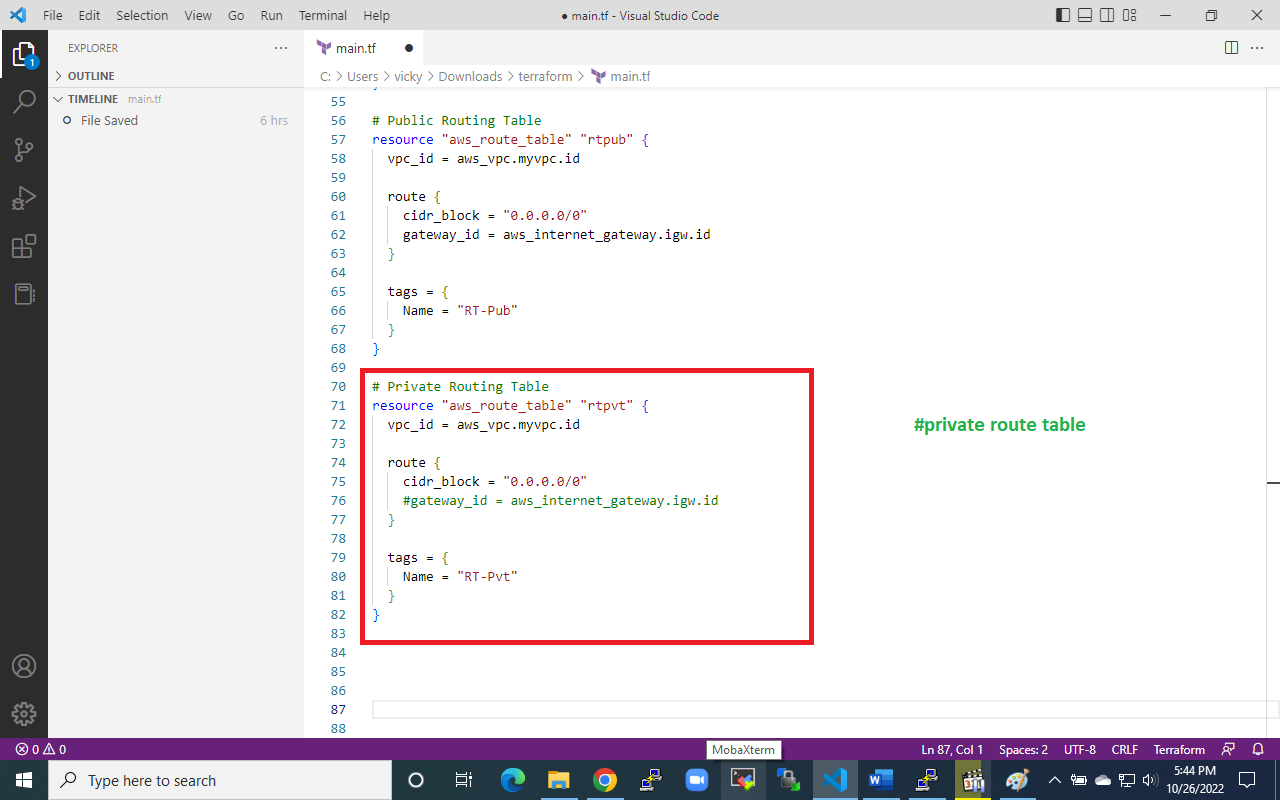 File Edit Selection View Go Run Terminal Help ● main.tf - Visual Studio Code
EXPLORER ···
OUTLINE
TIMELINE main.tf
File Saved 6 hrs
1
main.tf ●
C: > Users > vicky > Downloads > terraform > main.tf
55
56 # Public Routing Table
57 resource "aws_route_table" "rtpub" {
58 vpc_id = aws_vpc.myvpc.id
59
60 route {
61 cidr_block = "0.0.0.0/0"
62 gateway_id = aws_internet_gateway.igw.id
63 }
64
65 tags = {
66 Name = "RT-Pub"
67 }
68 }
69
70 # Private Routing Table
71 resource "aws_route_table" "rtpvt" {
72 vpc_id = aws_vpc.myvpc.id
73
74 route {
75 cidr_block = "0.0.0.0/0"
76 #gateway_id = aws_internet_gateway.igw.id
77 }
78
79 tags = {
80 Name = "RT-Pvt"
81 }
82 }
83
84
85
86
87
88
#private route table
0 0 Ln 87, Col 1 Spaces: 2 UTF-8 CRLF Terraform
MobaXterm
Type here to search
5:44 PM
10/26/2022